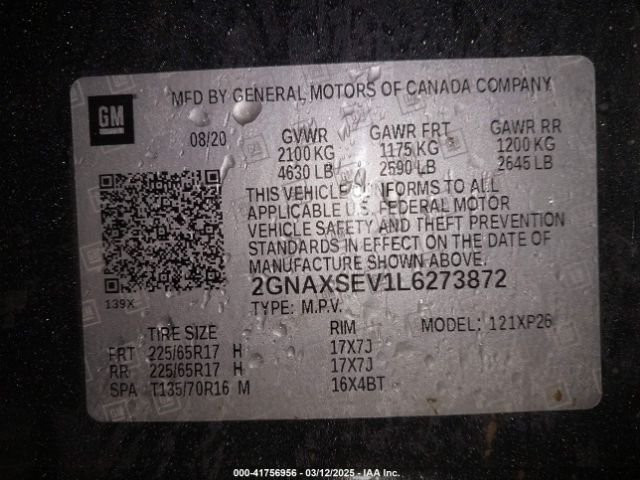 MFD BY GENERAL MOTORS OF CANADA COMPANY
GM
08/20
GVWR
2100 KG
4630 LB
GAWR FRT
1175 KG
2590 LB
GAWR RR
1200 KG
2645 LB
THIS VEHICLE CONFORMS TO ALL
APPLICABLE U.S. FEDERAL MOTOR
VEHICLE SAFETY AND THEFT PREVENTION
STANDARDS IN EFFECT ON THE DATE OF
MANUFACTURE SHOWN ABOVE.
2GNAXSEV1L6273872
139X
TYPE: M.P.V.
MODEL: 121XP26
TIRE SIZE RIM
FRT 225/65R17 H 17X7J
RR 225/65R17 H 17X7J
SPA T135/70R16 M 16X4BT
000-41756956 - 03/12/2025 - IAA Inc.